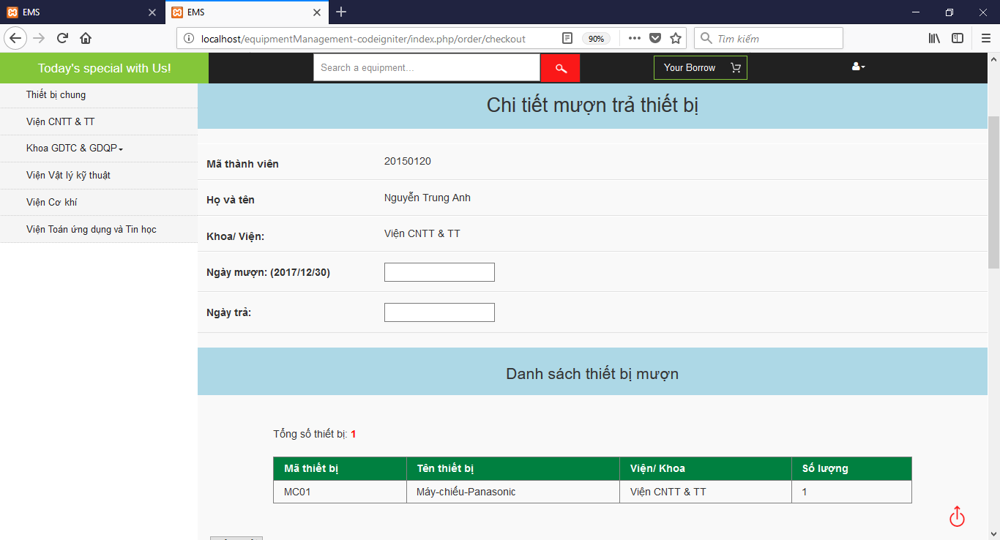 EMS
EMS
localhost/equipmentManagement-codeigniter/index.php/order/checkout
90%
Tìm kiếm
Today's special with Us!
Search a equipment...
Your Borrow
Thiết bị chung
Viện CNTT & TT
Khoa GDTC & GDQP
Viện Vật lý kỹ thuật
Viện Cơ khí
Viện Toán ứng dụng và Tin học
Chi tiết mượn trả thiết bị
Mã thành viên 20150120
Họ và tên Nguyễn Trung Anh
Khoa/ Viện: Viện CNTT & TT
Ngày mượn: (2017/12/30)
Ngày trả:
Danh sách thiết bị mượn
Tổng số thiết bị: 1
Mã thiết bị Tên thiết bị Viện/ Khoa Số lượng
MC01 Máy-chiếu-Panasonic Viện CNTT & TT 1